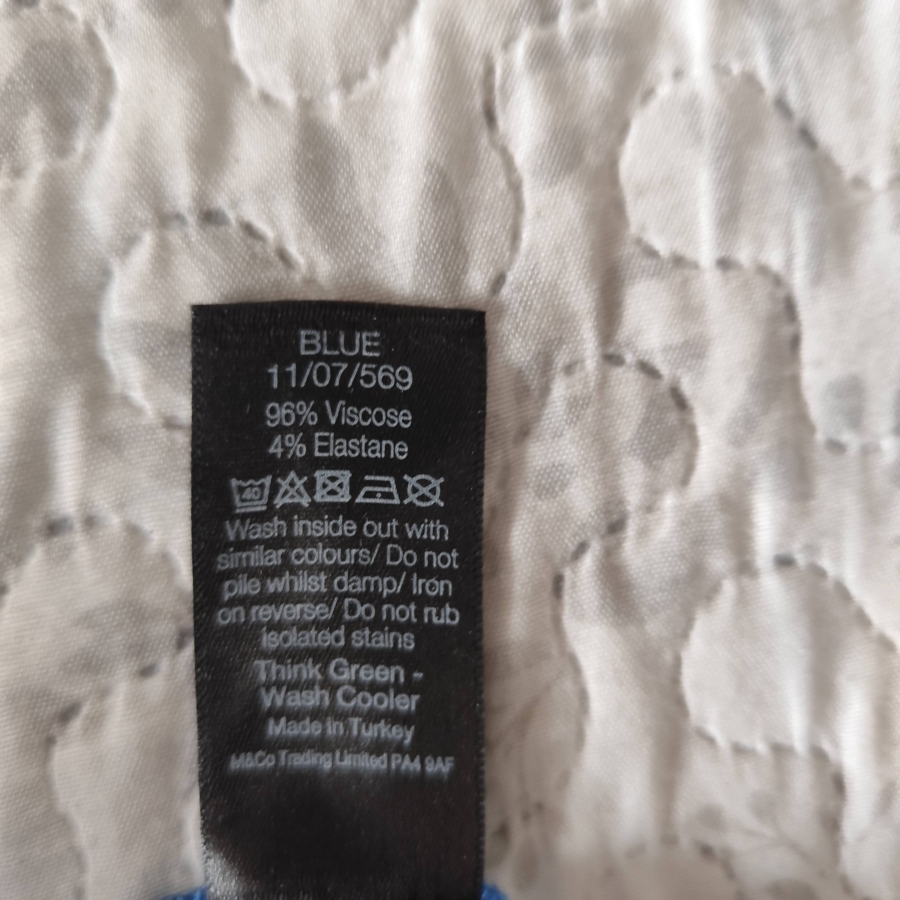 BLUE
11/07/569
96% Viscose
4% Elastane
40
Wash inside out with
similar colours/ Do not
pile whilst damp/ Iron
on reverse/ Do not rub
isolated stains
Think Green -
Wash Cooler
Made in Turkey
M&Co Trading Limited PA4 9AF